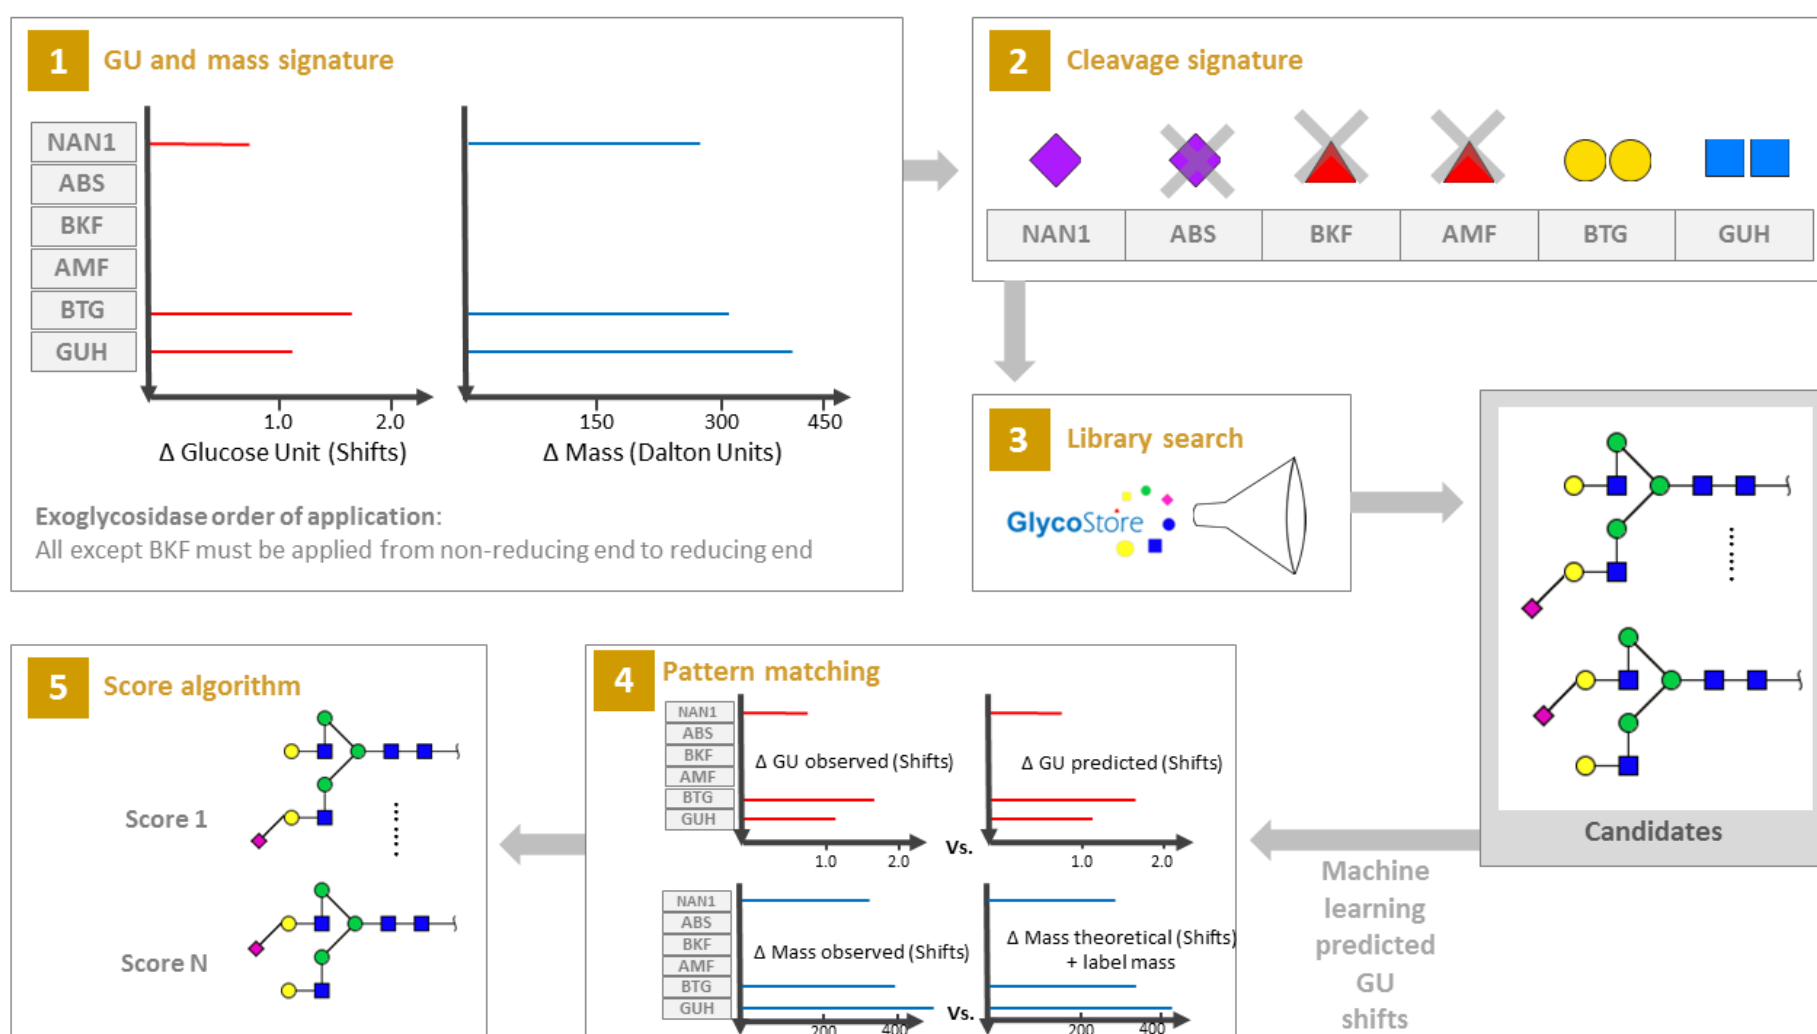 1 GU and mass signature
NAN1
ABS
BKF
AMF
BTG
GUH
1.0 2.0
Δ Glucose Unit (Shifts)
150 300 450
Δ Mass (Dalton Units)
Exoglycosidase order of application:
All except BKF must be applied from non-reducing end to reducing end
2 Cleavage signature
NAN1 ABS BKF AMF BTG GUH
3 Library search
GlycoStore
Candidates
Machine
learning
predicted
GU
shifts
4 Pattern matching
NAN1
ABS
BKF
AMF
BTG
GUH
Δ GU observed (Shifts)
1.0 2.0
Vs.
Δ GU predicted (Shifts)
1.0 2.0
NAN1
ABS
BKF
AMF
BTG
GUH
Δ Mass observed (Shifts)
200 400
Vs.
Δ Mass theoretical (Shifts)
+ label mass
200 400
5 Score algorithm
Score 1
Score N